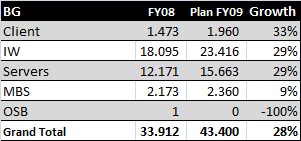 BG FY08 Plan FY09 Growth
Client 1.473 1.960 33%
IW 18.095 23.416 29%
Servers 12.171 15.663 29%
MBS 2.173 2.360 9%
OSB 1 0 -100%
Grand Total 33.912 43.400 28%